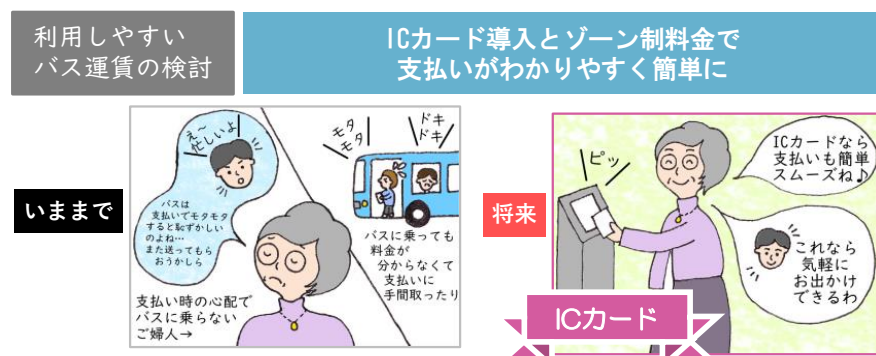 利用しやすい
バス運賃の検討
ICカード導入とゾーン制料金で
支払いがわかりやすく簡単に
いままで
え〜
忙しいよ
バスは
支払いでモタモタ
すると恥ずかしい
のよね…
また送ってもら
おうかしら
支払い時の心配で
バスに乗らない
ご婦人→
モタ
モタ
ドキ
ドキ
バスに乗っても
料金が
分からなくて
支払いに
手間取ったり
将来
ピッ
ICカードなら
支払いも簡単
スムーズね♪
これなら
気軽に
お出かけ
できるわ
ICカード